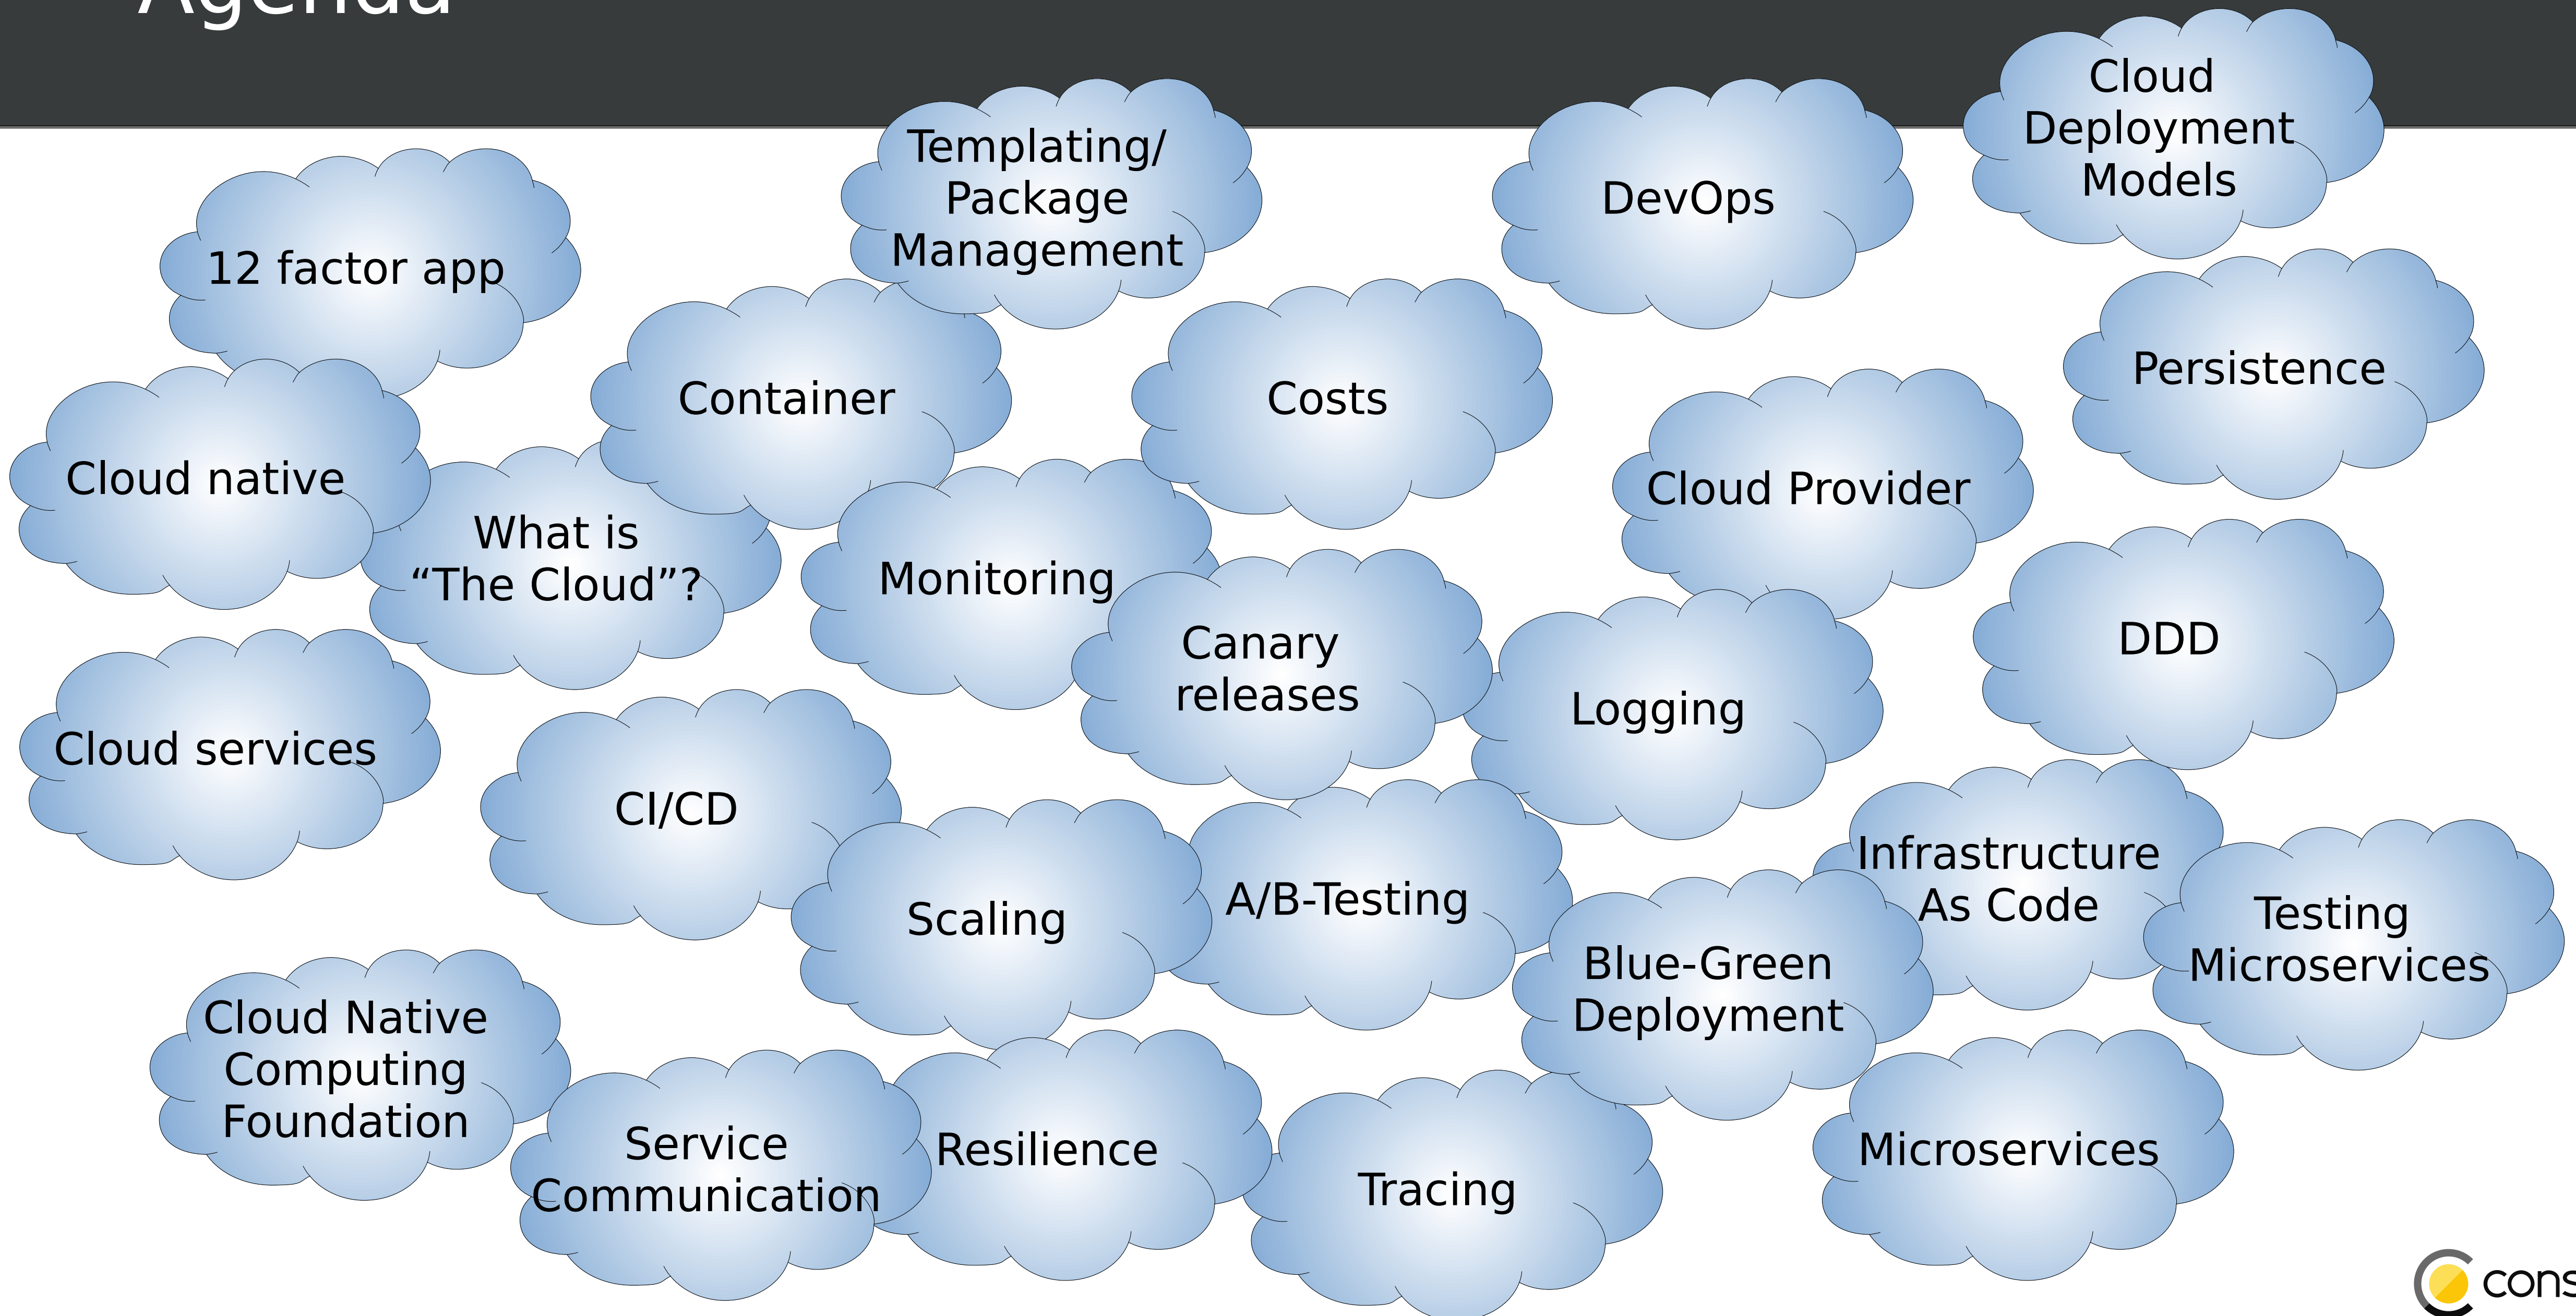 Agenda
Cloud
Deployment
Models
Templating/
Package
Management
DevOps
12 factor app
Persistence
Container
Costs
Cloud native
Cloud Provider
What is
“The Cloud”?
Monitoring
Canary
releases
DDD
Logging
Cloud services
CI/CD
Infrastructure
As Code
Scaling
A/B-Testing
Testing
Microservices
Blue-Green
Deployment
Cloud Native
Computing
Foundation
Service
Communication
Resilience
Tracing
Microservices
cons